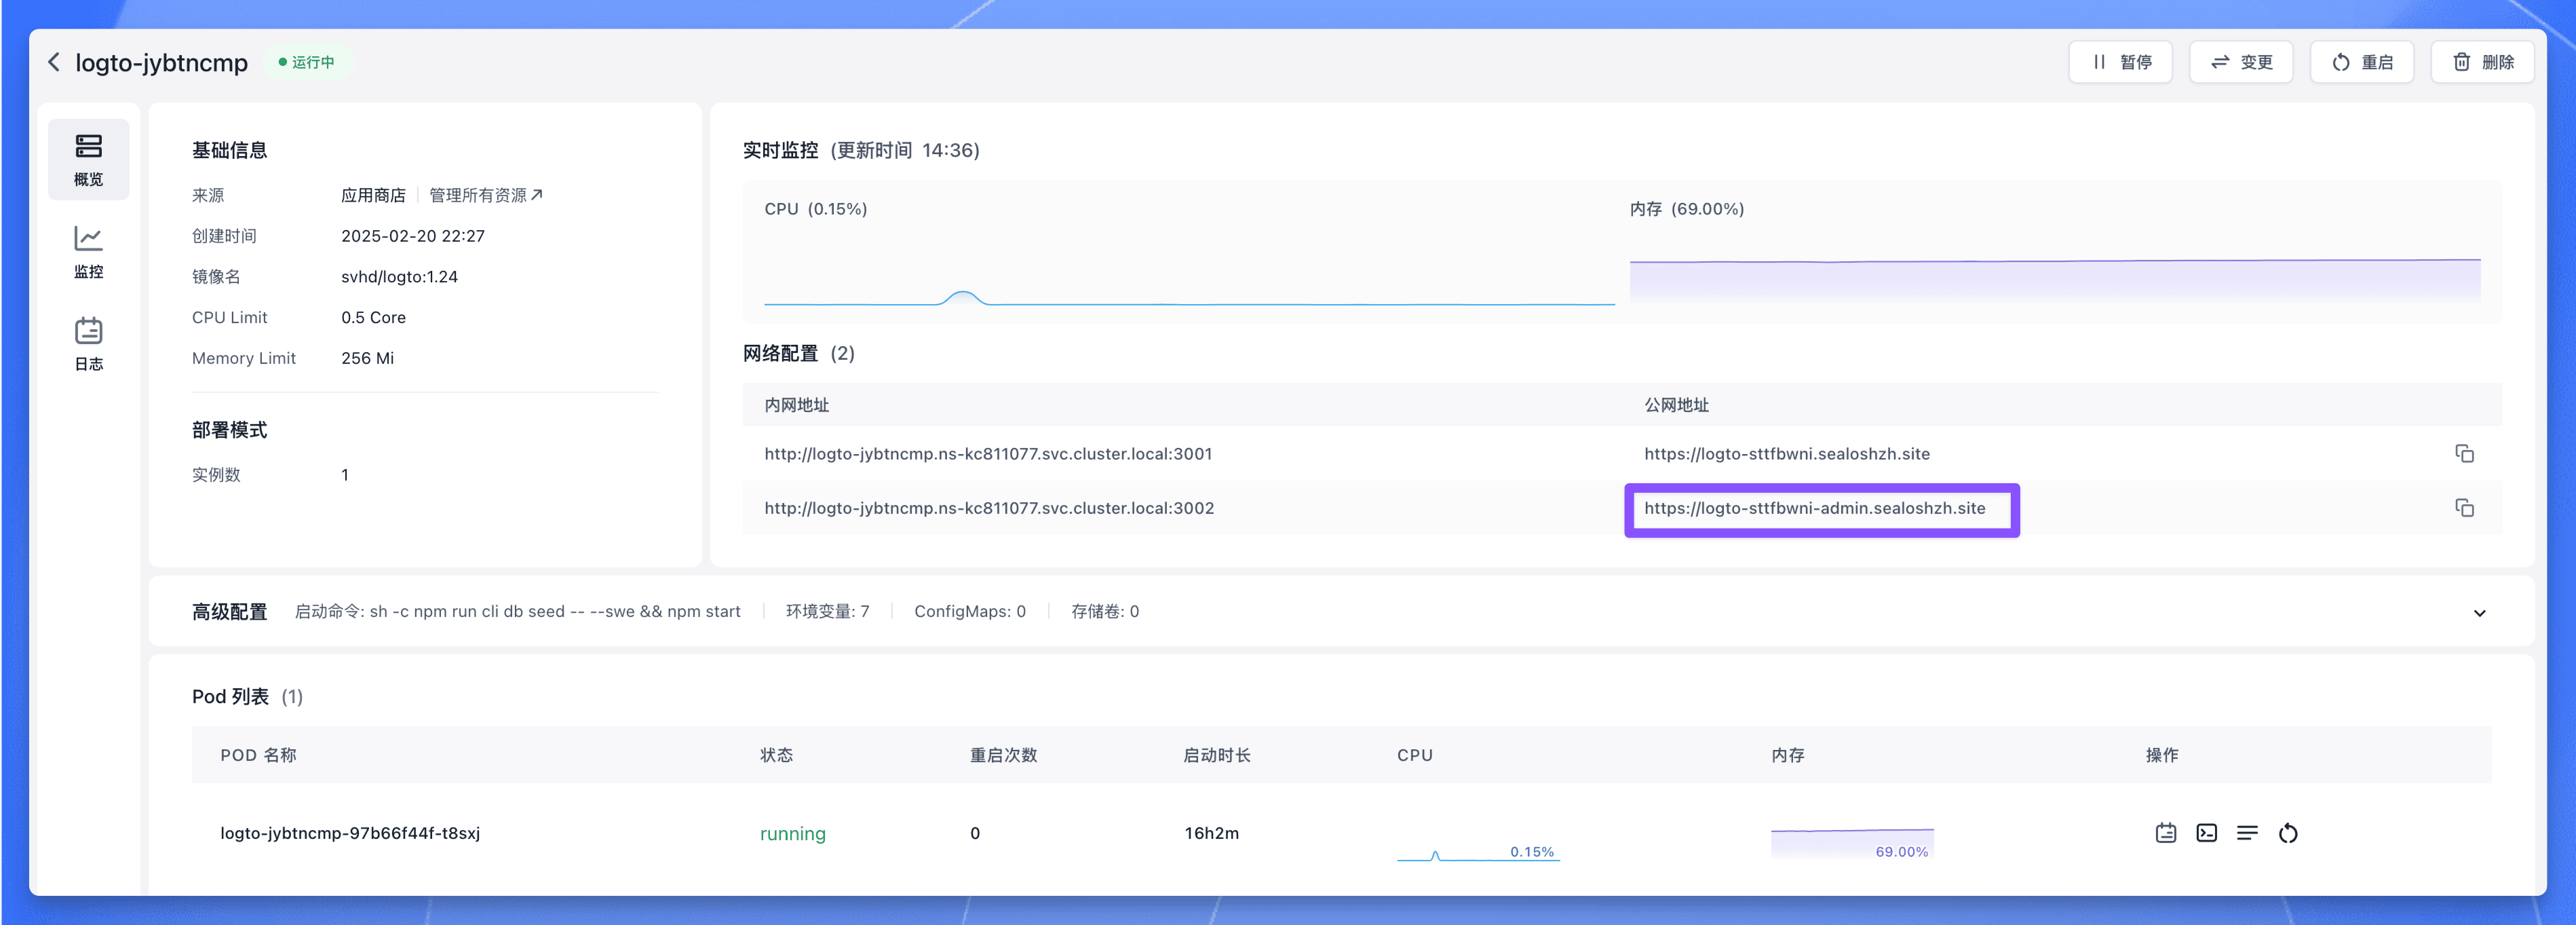 logto-jybtncmp 运行中 暂停 变更 重启 删除
概览
监控
日志
基础信息
来源 应用商店 管理所有资源
创建时间 2025-02-20 22:27
镜像名 svhd/logto:1.24
CPU Limit 0.5 Core
Memory Limit 256 Mi
部署模式
实例数 1
实时监控 (更新时间 14:36)
CPU (0.15%) 内存 (69.00%)
网络配置 (2)
内网地址 公网地址
http://logto-jybtncmp.ns-kc811077.svc.cluster.local:3001 https://logto-sttfbwni.sealoshzh.site
http://logto-jybtncmp.ns-kc811077.svc.cluster.local:3002 https://logto-sttfbwni-admin.sealoshzh.site
高级配置 启动命令: sh -c npm run cli db seed -- --swe && npm start 环境变量: 7 ConfigMaps: 0 存储卷: 0
Pod 列表 (1)
POD 名称 状态 重启次数 启动时长 CPU 内存 操作
logto-jybtncmp-97b66f44f-t8sxj running 0 16h2m 0.15% 69.00%